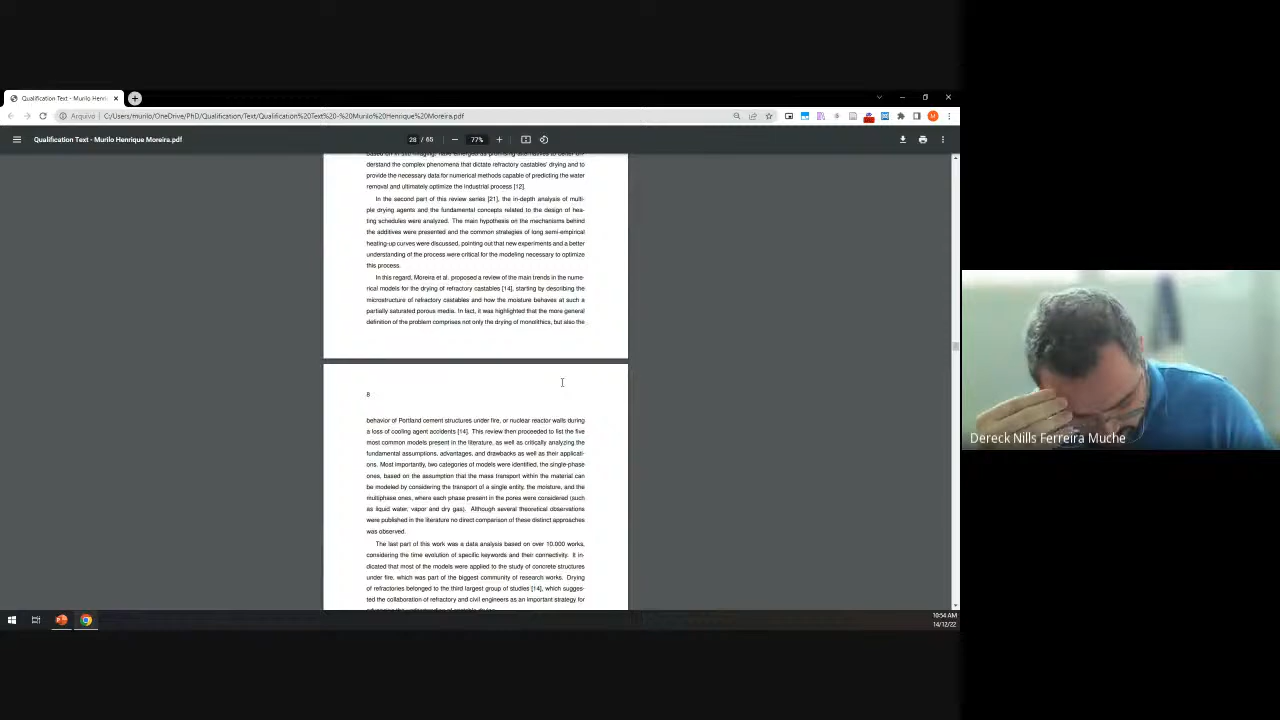 Qualification Text - Murilo Henri
Arquivo
C:/Users/murilo/OneDrive/PhD/Qualification/Text/Qualification%20Text%20-%20Murilo%20Henrique%20Moreira.pdf
Qualification Text - Murilo Henrique Moreira.pdf
28 / 65
77%
derstand the complex phenomena that dictate refractory castables' drying and to
provide the necessary data for numerical methods capable of predicting the water
removal and ultimately optimize the industrial process [12].
In the second part of this review series [21], the in-depth analysis of multi-
ple drying agents and the fundamental concepts related to the design of hea-
ting schedules were analyzed. The main hypothesis on the mechanisms behind
the additives were presented and the common strategies of long semi-empirical
heating-up curves were discussed, pointing out that new experiments and a better
understanding of the process were critical for the modeling necessary to optimize
this process.
In this regard, Moreira et al. proposed a review of the main trends in the nume-
rical models for the drying of refractory castables [14], starting by describing the
microstructure of refractory castables and how the moisture behaves at such a
partially saturated porous media. In fact, it was highlighted that the more general
definition of the problem comprises not only the drying of monolithics, but also the
8
behavior of Portland cement structures under fire, or nuclear reactor walls during
a loss of cooling agent accidents [14]. This review then proceeded to list the five
most common models present in the literature, as well as critically analyzing the
fundamental assumptions, advantages, and drawbacks as well as their applicati-
ons. Most importantly, two categories of models were identified, the single-phase
ones, based on the assumption that the mass transport within the material can
be modeled by considering the transport of a single entity, the moisture, and the
multiphase ones, where each phase present in the pores were considered (such
as liquid water, vapor and dry gas). Although several theoretical observations
were published in the literature no direct comparison of these distinct approaches
was observed.
The last part of this work was a data analysis based on over 10.000 works,
considering the time evolution of specific keywords and their connectivity. It in-
dicated that most of the models were applied to the study of concrete structures
under fire, which was part of the biggest community of research works. Drying
of refractories belonged to the third largest group of studies [14], which sugges-
ted the collaboration of refractory and civil engineers as an important strategy for
10:54 AM
14/12/22
Dereck Nills Ferreira Muche